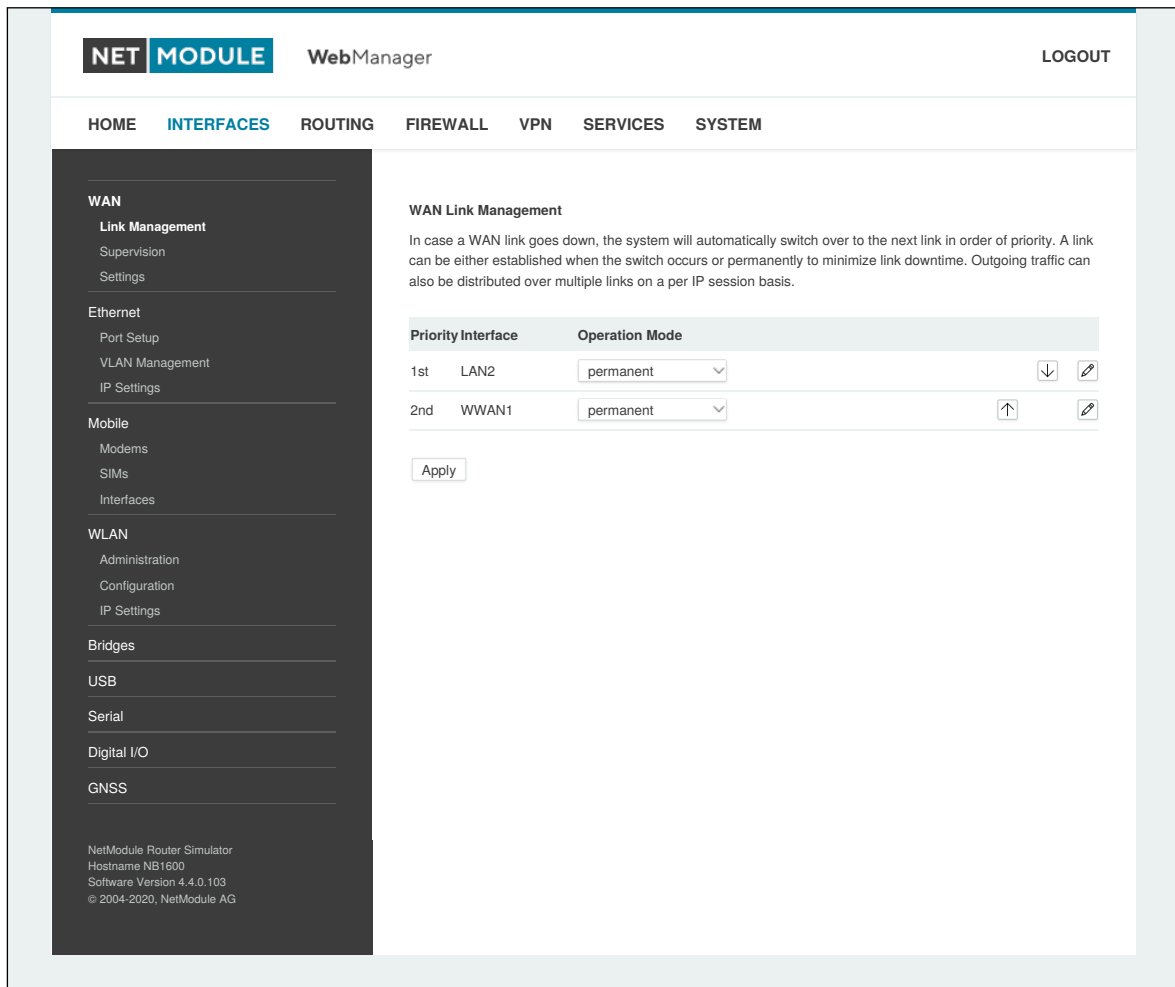 NET MODULE WebManager LOGOUT
HOME INTERFACES ROUTING FIREWALL VPN SERVICES SYSTEM
WAN
Link Management
Supervision
Settings
Ethernet
Port Setup
VLAN Management
IP Settings
Mobile
Modems
SIMs
Interfaces
WLAN
Administration
Configuration
IP Settings
Bridges
USB
Serial
Digital I/O
GNSS
NetModule Router Simulator
Hostname NB1600
Software Version 4.4.0.103
© 2004-2020, NetModule AG
WAN Link Management
In case a WAN link goes down, the system will automatically switch over to the next link in order of priority. A link
can be either established when the switch occurs or permanently to minimize link downtime. Outgoing traffic can
also be distributed over multiple links on a per IP session basis.
Priority Interface Operation Mode
1st LAN2 permanent
2nd WWAN1 permanent
Apply